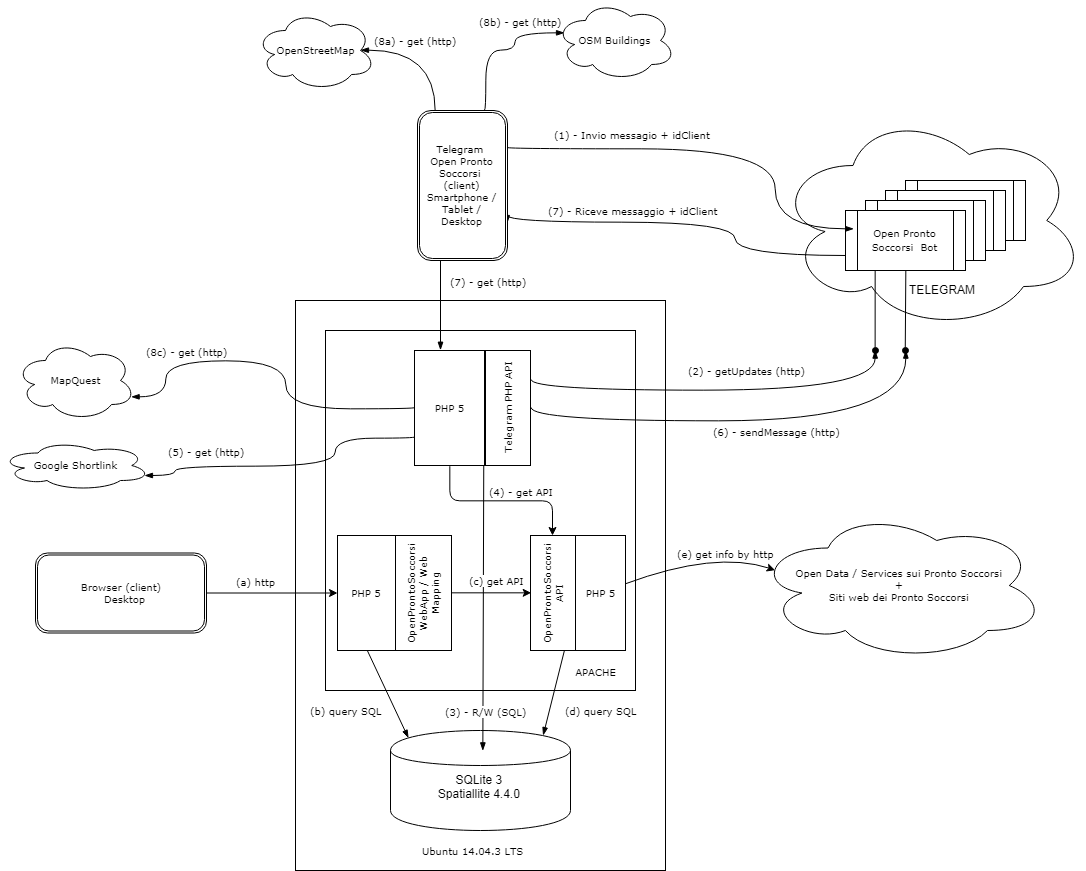 (8b) - get (http)
(8a) - get (http)
OpenStreetMap
OSM Buildings
Telegram
Open Pronto
Soccorsi
(client)
Smartphone /
Tablet /
Desktop
(1) - Invio messagio + idClient
(7) - Riceve messaggio + idClient
Open Pronto
Soccorsi Bot
TELEGRAM
(7) - get (http)
(8c) - get (http)
MapQuest
PHP 5
Telegram PHP API
(2) - getUpdates (http)
(6) - sendMessage (http)
(5) - get (http)
Google Shortlink
(4) - get API
Browser (client)
Desktop
(a) http
PHP 5
OpenProntoSoccorsi
WebApp / Web
Mapping
(c) get API
OpenProntoSoccorsi
API
PHP 5
(e) get info by http
Open Data / Services sui Pronto Soccorsi
+
Siti web dei Pronto Soccorsi
APACHE
(b) query SQL
(3) - R/W (SQL)
(d) query SQL
SQLite 3
Spatiallite 4.4.0
Ubuntu 14.04.3 LTS